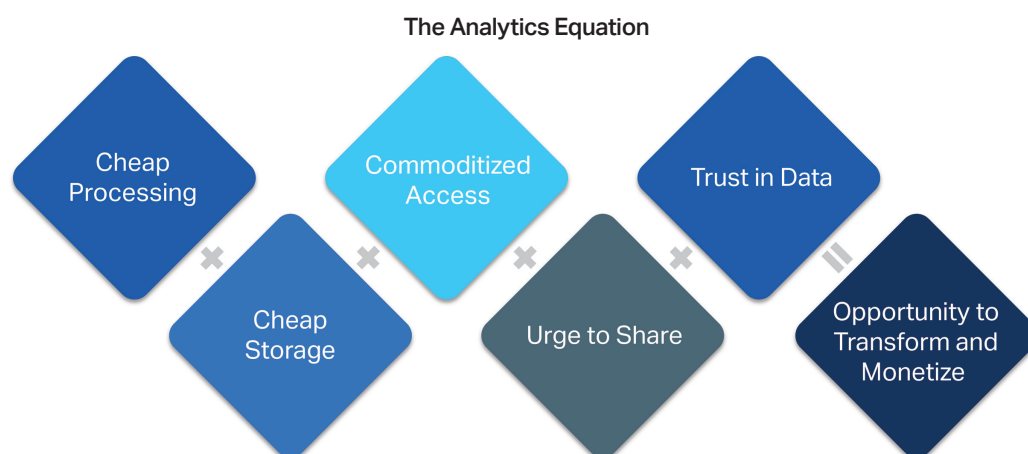 The Analytics Equation
Cheap
Processing
Cheap
Storage
Commoditized
Access
Urge to Share
Trust in Data
Opportunity to
Transform and
Monetize